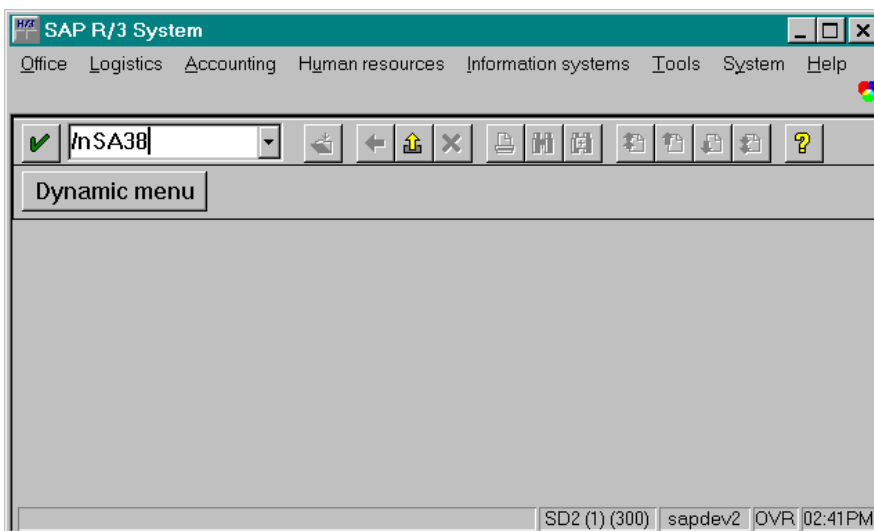 SAP R/3 System
Office Logistics Accounting Human resources Information systems Tools System Help
/nSA38
Dynamic menu
SD2 (1) (300) sapdev2 OVR 02:41PM